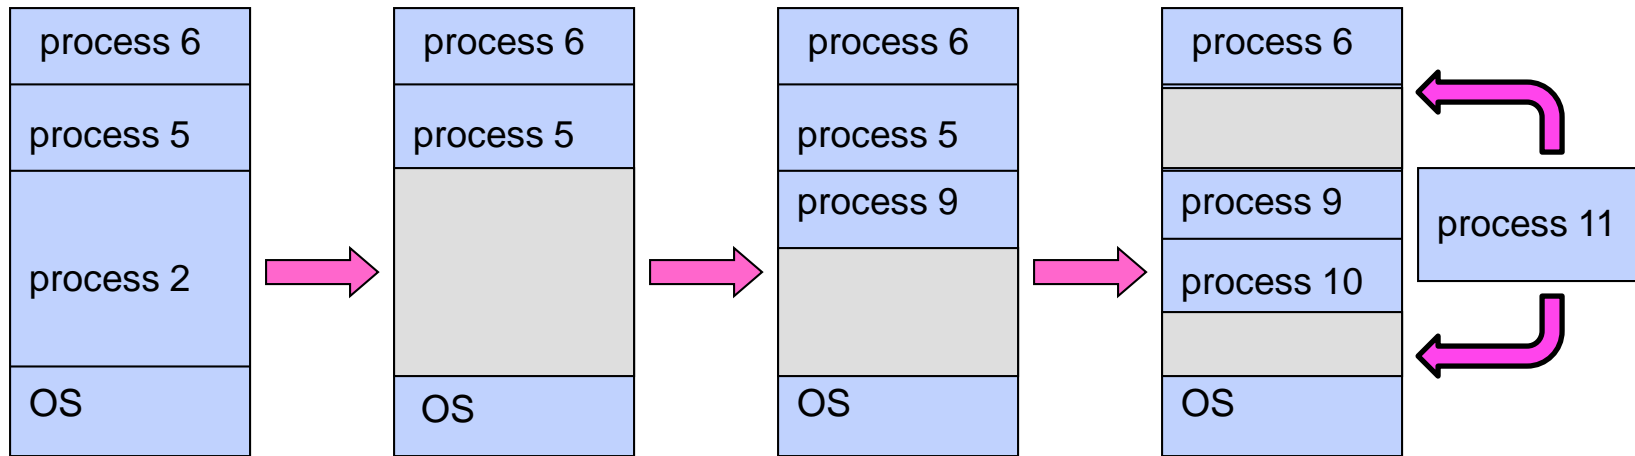 process 6
process 5
process 2
OS
process 6
process 5
OS
process 6
process 5
process 9
OS
process 6
process 9
process 10
OS
process 11